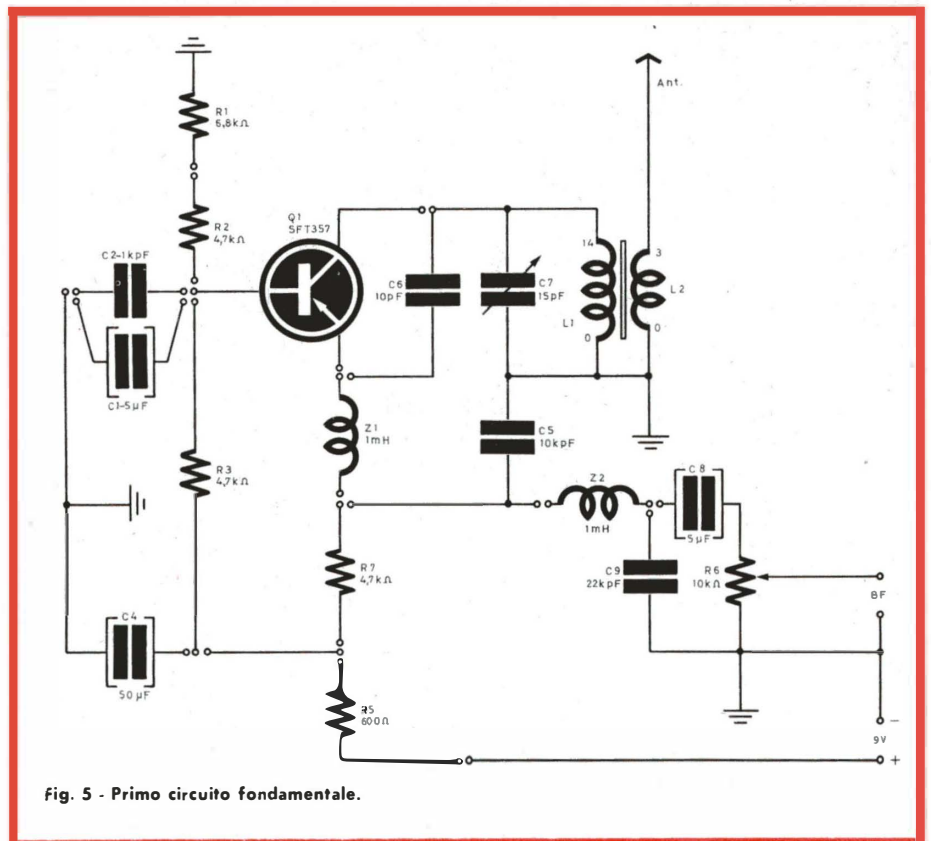 R1
6,8kΩ
Ant.
R2
4,7kΩ
Q1
SFT357
C2-1kpF
14
3
C6
10pF
C7
15pF
L2
L1
0
0
C1-5µF
Z1
1mH
C5
10kpF
R3
4,7kΩ
Z2
1mH
C8
5µF
R7
4,7kΩ
C9
22kpF
R6
10kΩ
BF
C4
50µF
R5
600Ω
-
9V
+
Fig. 5 - Primo circuito fondamentale.